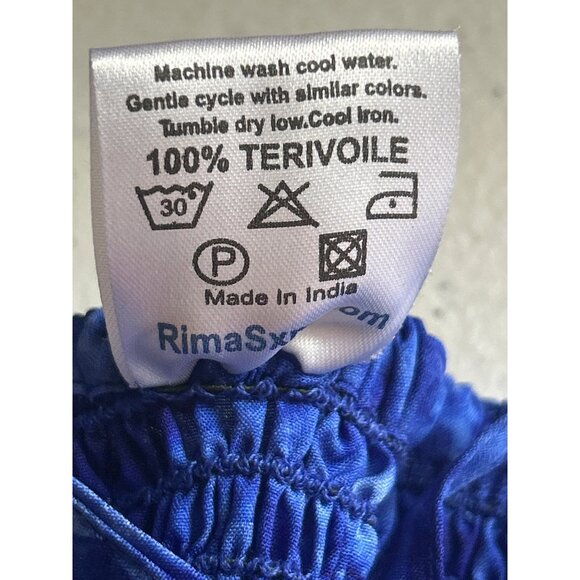 Machine wash cool water.
Gentle cycle with similar colors.
Tumble dry low.Cool Iron.
100% TERIVOILE
30
P
Made In India